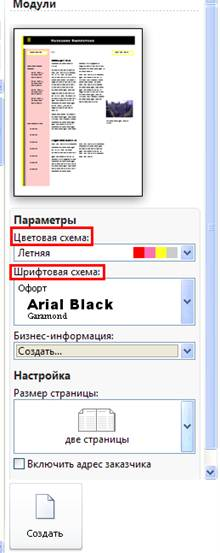 Модули
Параметры
Цветовая схема:
Летняя
Шрифтовая схема:
Офорт
Arial Black
Garamond
Бизнес-информация:
Создать...
Настройка
Размер страницы:
две страницы
Включить адрес заказчика
Создать